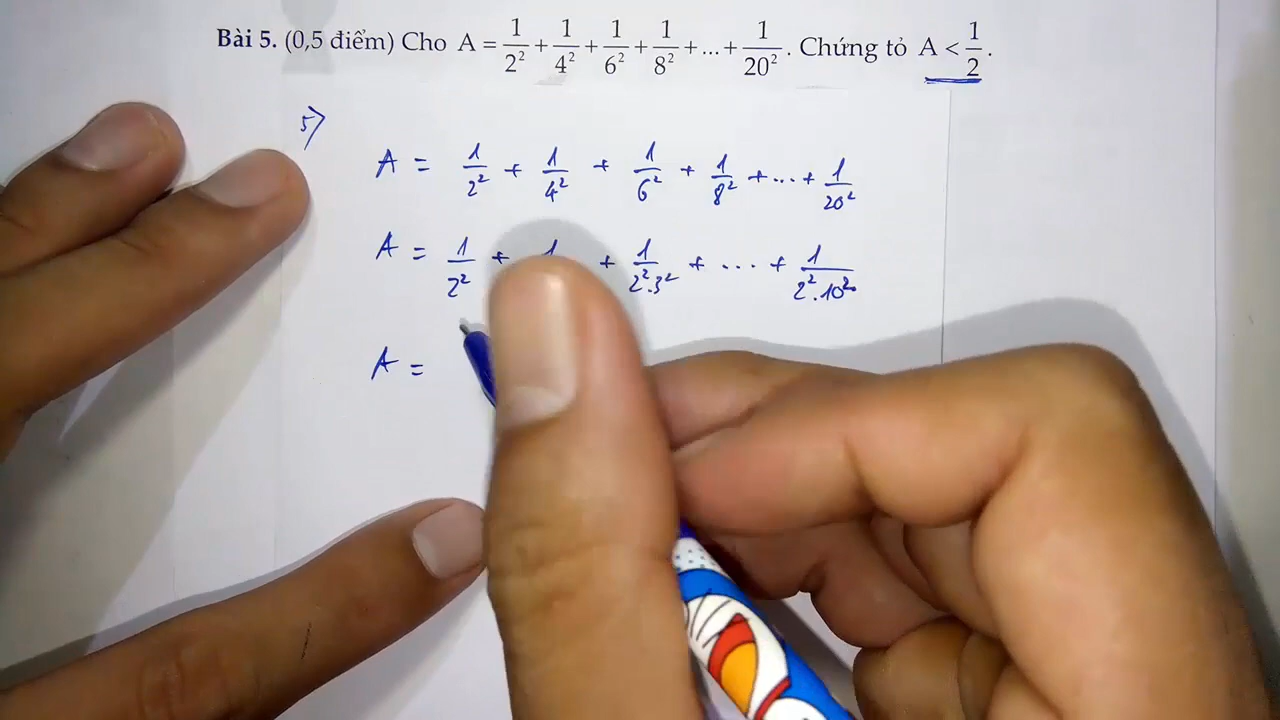 Bài 5. (0,5 điểm) Cho A = 1/2² + 1/4² + 1/6² + 1/8² + ... + 1/20². Chứng tỏ A < 1/2.
5)
A = 1/2² + 1/4² + 1/6² + 1/8² + ... + 1/20²
A = 1/2² + 1 + 1/2².3² + ... + 1/2².10²
A =